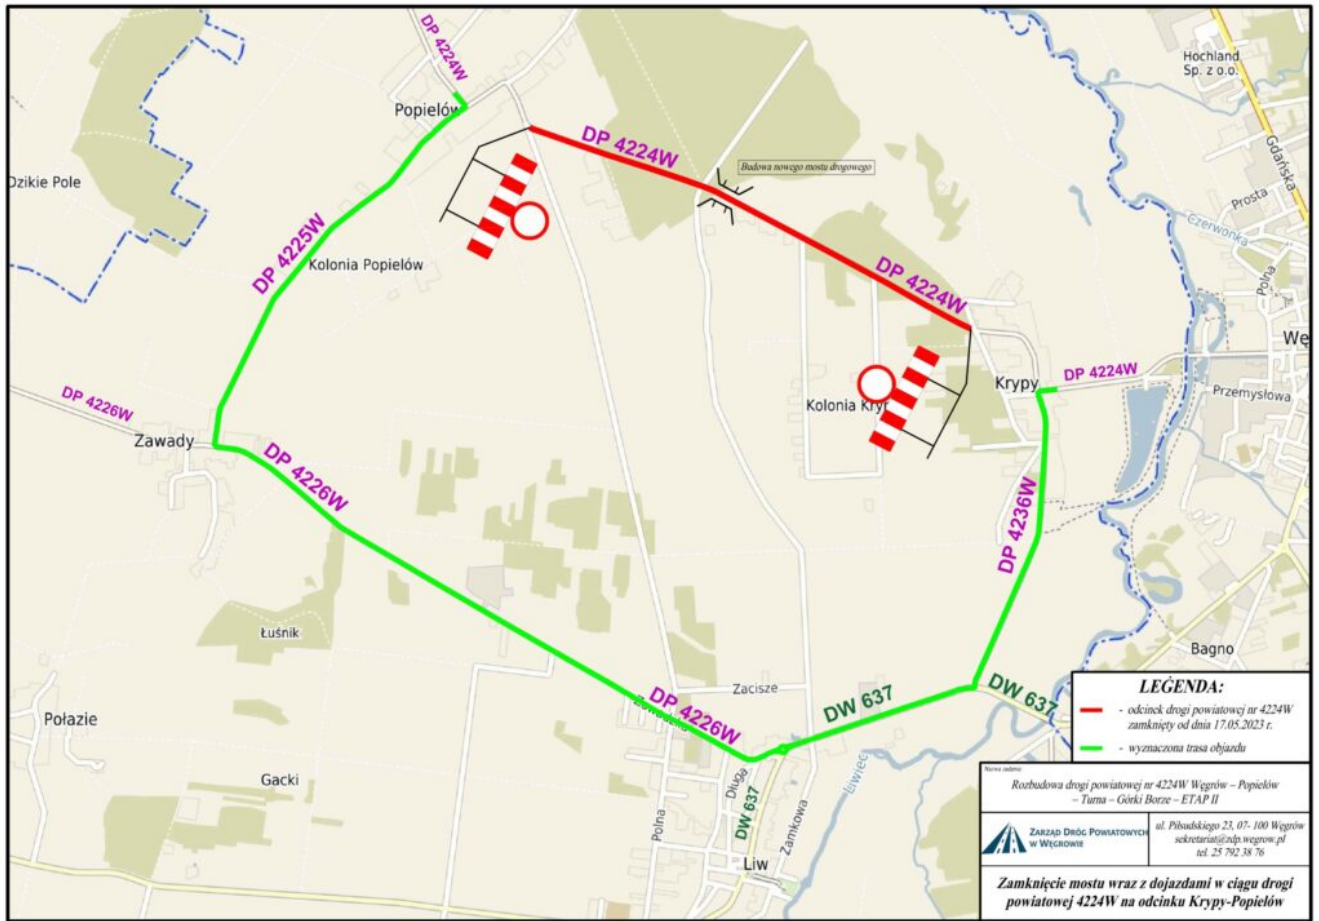 DP 4224W
Hochland
Sp. z o.o.
Popielów
DP 4224W
Gdańska
Budowa nowego mostu drogowego
Dzikie Pole
Prosta
Czerwonka
DP 4225W
Kolonia Popielów
Polna
DP 4224W
Wę
DP 4224W
Krypy
DP 4226W
Przemysłowa
Kolonia Kryp
Zawady
DP 4226W
DP 4236W
Łuśnik
Bagno
Zacisze
DW 637
DW 637
Zawadzka
DP 4226W
Połazie
Gacki
Długa
DW 637
Polna
Zamkowa
Liwiec
Liw
LEGENDA:
- odcinek drogi powiatowej nr 4224W
zamknięty od dnia 17.05.2023 r.
- wyznaczona trasa objazdu
Nazwa zadania:
Rozbudowa drogi powiatowej nr 4224W Węgrów – Popielów
– Turna – Górki Borze – ETAP II
ZARZĄD DRÓG POWIATOWYCH
W WĘGROWIE
ul. Piłsudskiego 23, 07- 100 Węgrów
sekretariat@zdp.wegrow.pl
tel. 25 792 38 76
Zamknięcie mostu wraz z dojazdami w ciągu drogi
powiatowej 4224W na odcinku Krypy-Popielów